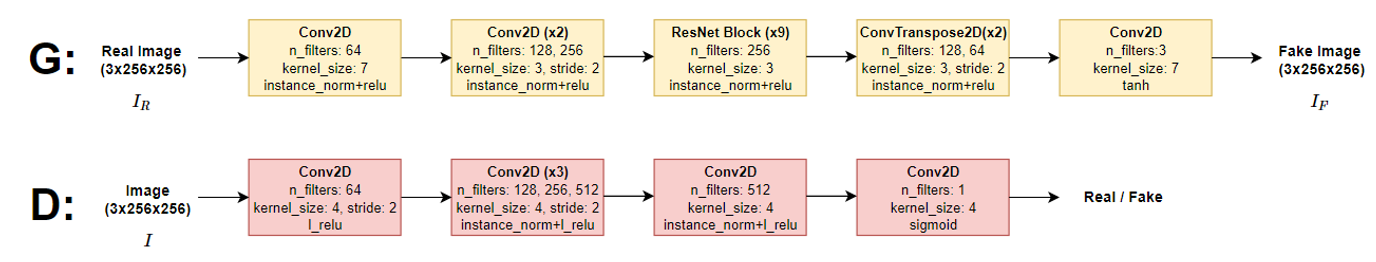 G:
Real Image
(3x256x256)
I_R
Conv2D
n_filters: 64
kernel_size: 7
instance_norm+relu
Conv2D (x2)
n_filters: 128, 256
kernel_size: 3, stride: 2
instance_norm+relu
ResNet Block (x9)
n_filters: 256
kernel_size: 3
instance_norm+relu
ConvTranspose2D(x2)
n_filters: 128, 64
kernel_size: 3, stride: 2
instance_norm+relu
Conv2D
n_filters:3
kernel_size: 7
tanh
Fake Image
(3x256x256)
I_F
D:
Image
(3x256x256)
I
Conv2D
n_filters: 64
kernel_size: 4, stride: 2
l_relu
Conv2D (x3)
n_filters: 128, 256, 512
kernel_size: 4, stride: 2
instance_norm+l_relu
Conv2D
n_filters: 512
kernel_size: 4
instance_norm+l_relu
Conv2D
n_filters: 1
kernel_size: 4
sigmoid
Real / Fake